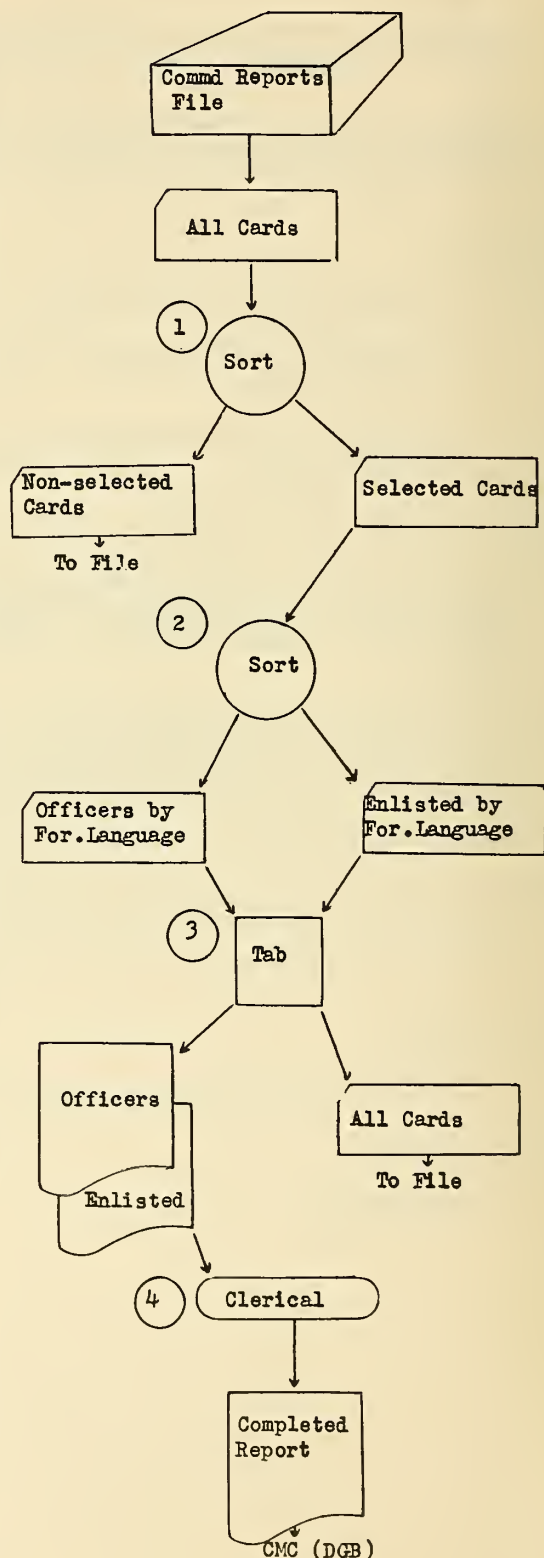 Commd Reports
File
All Cards
1
Sort
Non-selected
Cards
To File
Selected Cards
2
Sort
Officers by
For.Language
Enlisted by
For.Language
3
Tab
Officers
Enlisted
All Cards
To File
4
Clerical
Completed
Report
CMC (DGB)